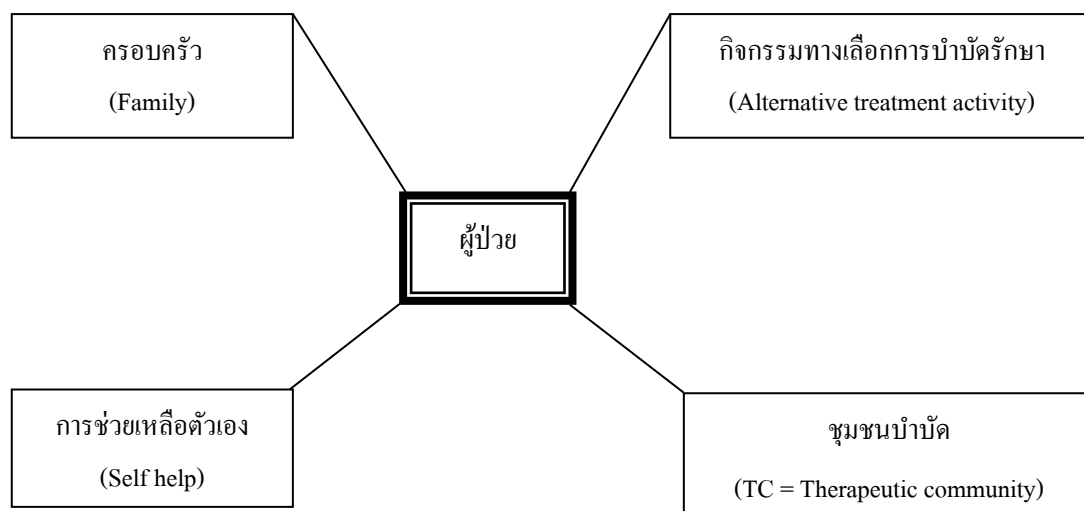 ครอบครัว
(Family)
กิจกรรมทางเลือกการบำบัดรักษา
(Alternative treatment activity)
ผู้ป่วย
การช่วยเหลือตัวเอง
(Self help)
ชุมชนบำบัด
(TC = Therapeutic community)